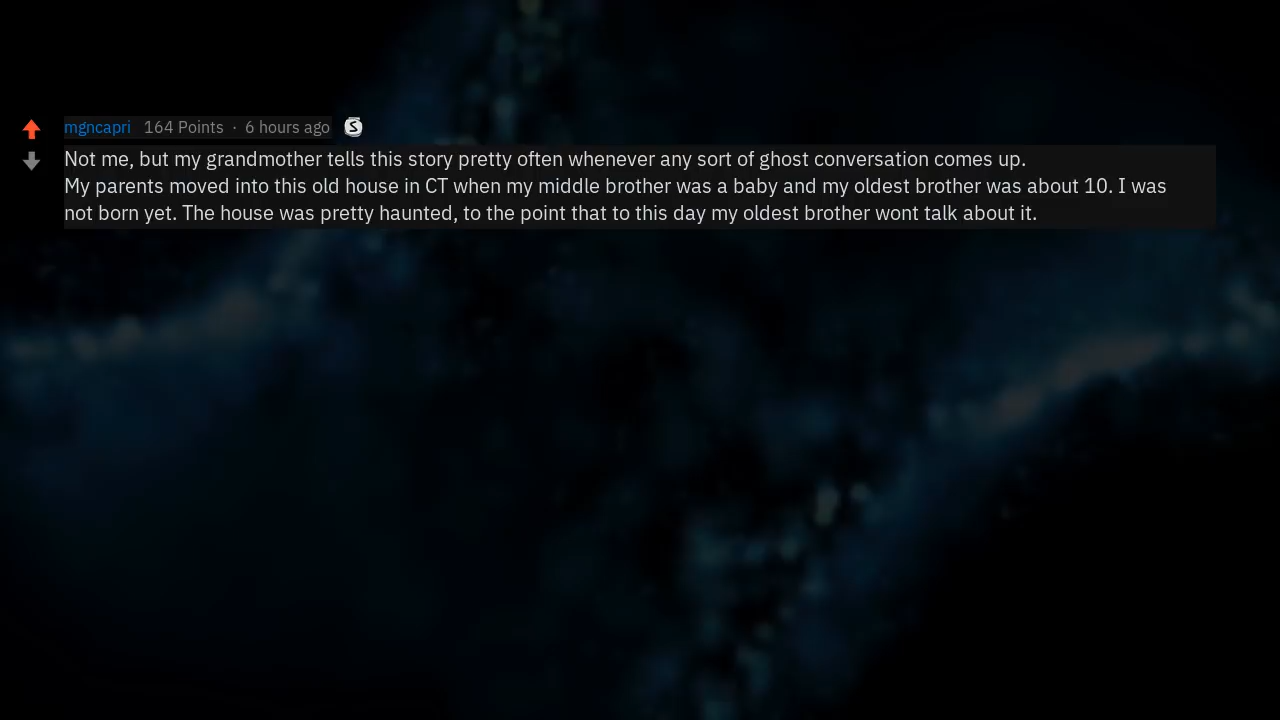 mgncapri 164 Points · 6 hours ago S
Not me, but my grandmother tells this story pretty often whenever any sort of ghost conversation comes up.
My parents moved into this old house in CT when my middle brother was a baby and my oldest brother was about 10. I was
not born yet. The house was pretty haunted, to the point that to this day my oldest brother wont talk about it.